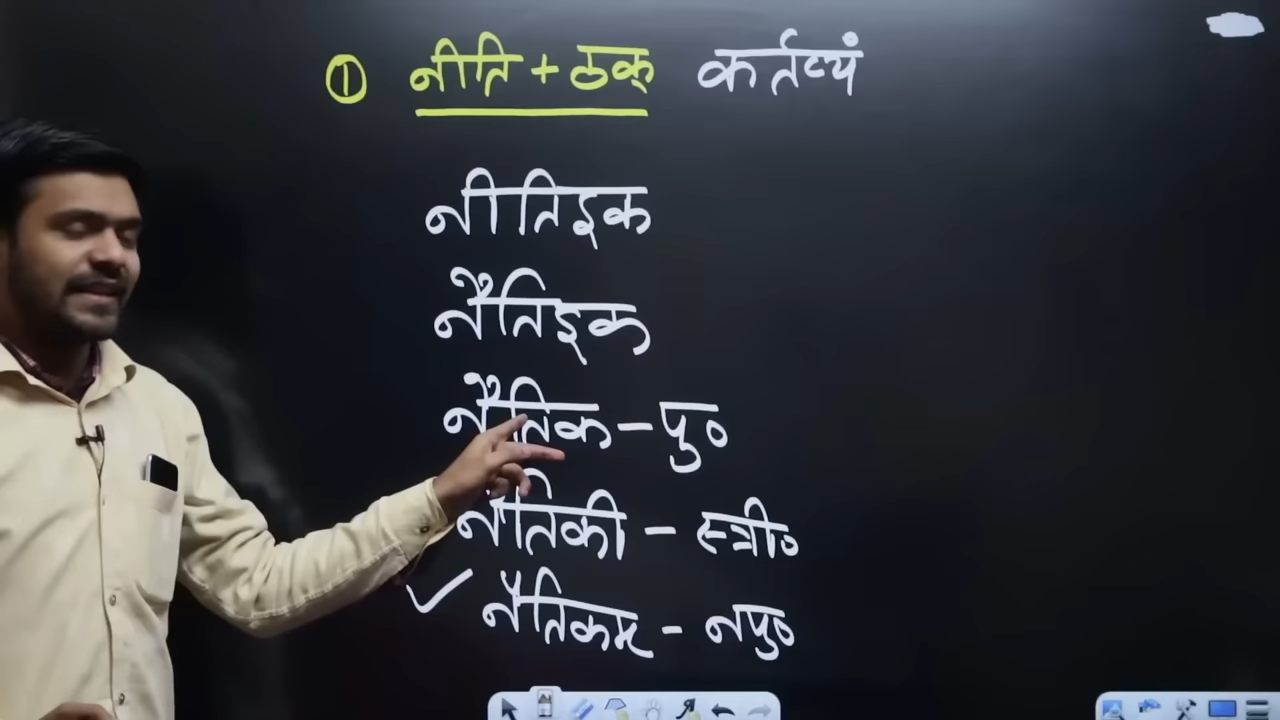 ① नीति + ठक् कर्तव्यं
नीतिइक
नैतिइक
नैतिक - पु०
नैतिकी - स्त्री०
✓ नैतिकम् - नपु०